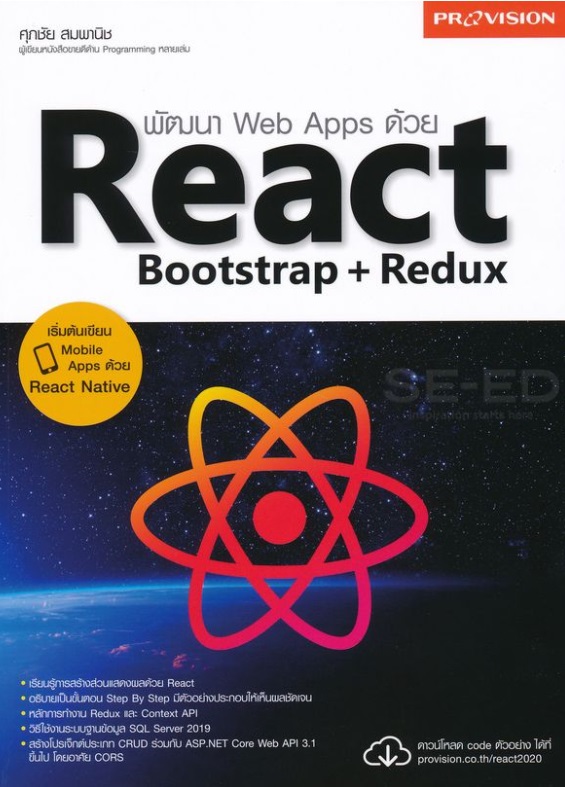 ศุภชัย สมพานิช
ผู้เขียนหนังสือขายดีด้าน Programming หลายเล่ม
PROVISION
พัฒนา Web Apps ด้วย
React
Bootstrap + Redux
เริ่มต้นเขียน
Mobile
Apps ด้วย
React Native
SE-ED
inspiration starts here
• เรียนรู้การสร้างส่วนแสดงผลด้วย React
• อธิบายเป็นขั้นตอน Step By Step มีตัวอย่างประกอบให้เห็นผลชัดเจน
• หลักการทำงาน Redux และ Context API
• วิธีใช้งานระบบฐานข้อมูล SQL Server 2019
• สร้างโปรเจ็กต์ประเภท CRUD ร่วมกับ ASP.NET Core Web API 3.1
ขึ้นไป โดยอาศัย CORS
ดาวน์โหลด code ตัวอย่าง ได้ที่
provision.co.th/react2020